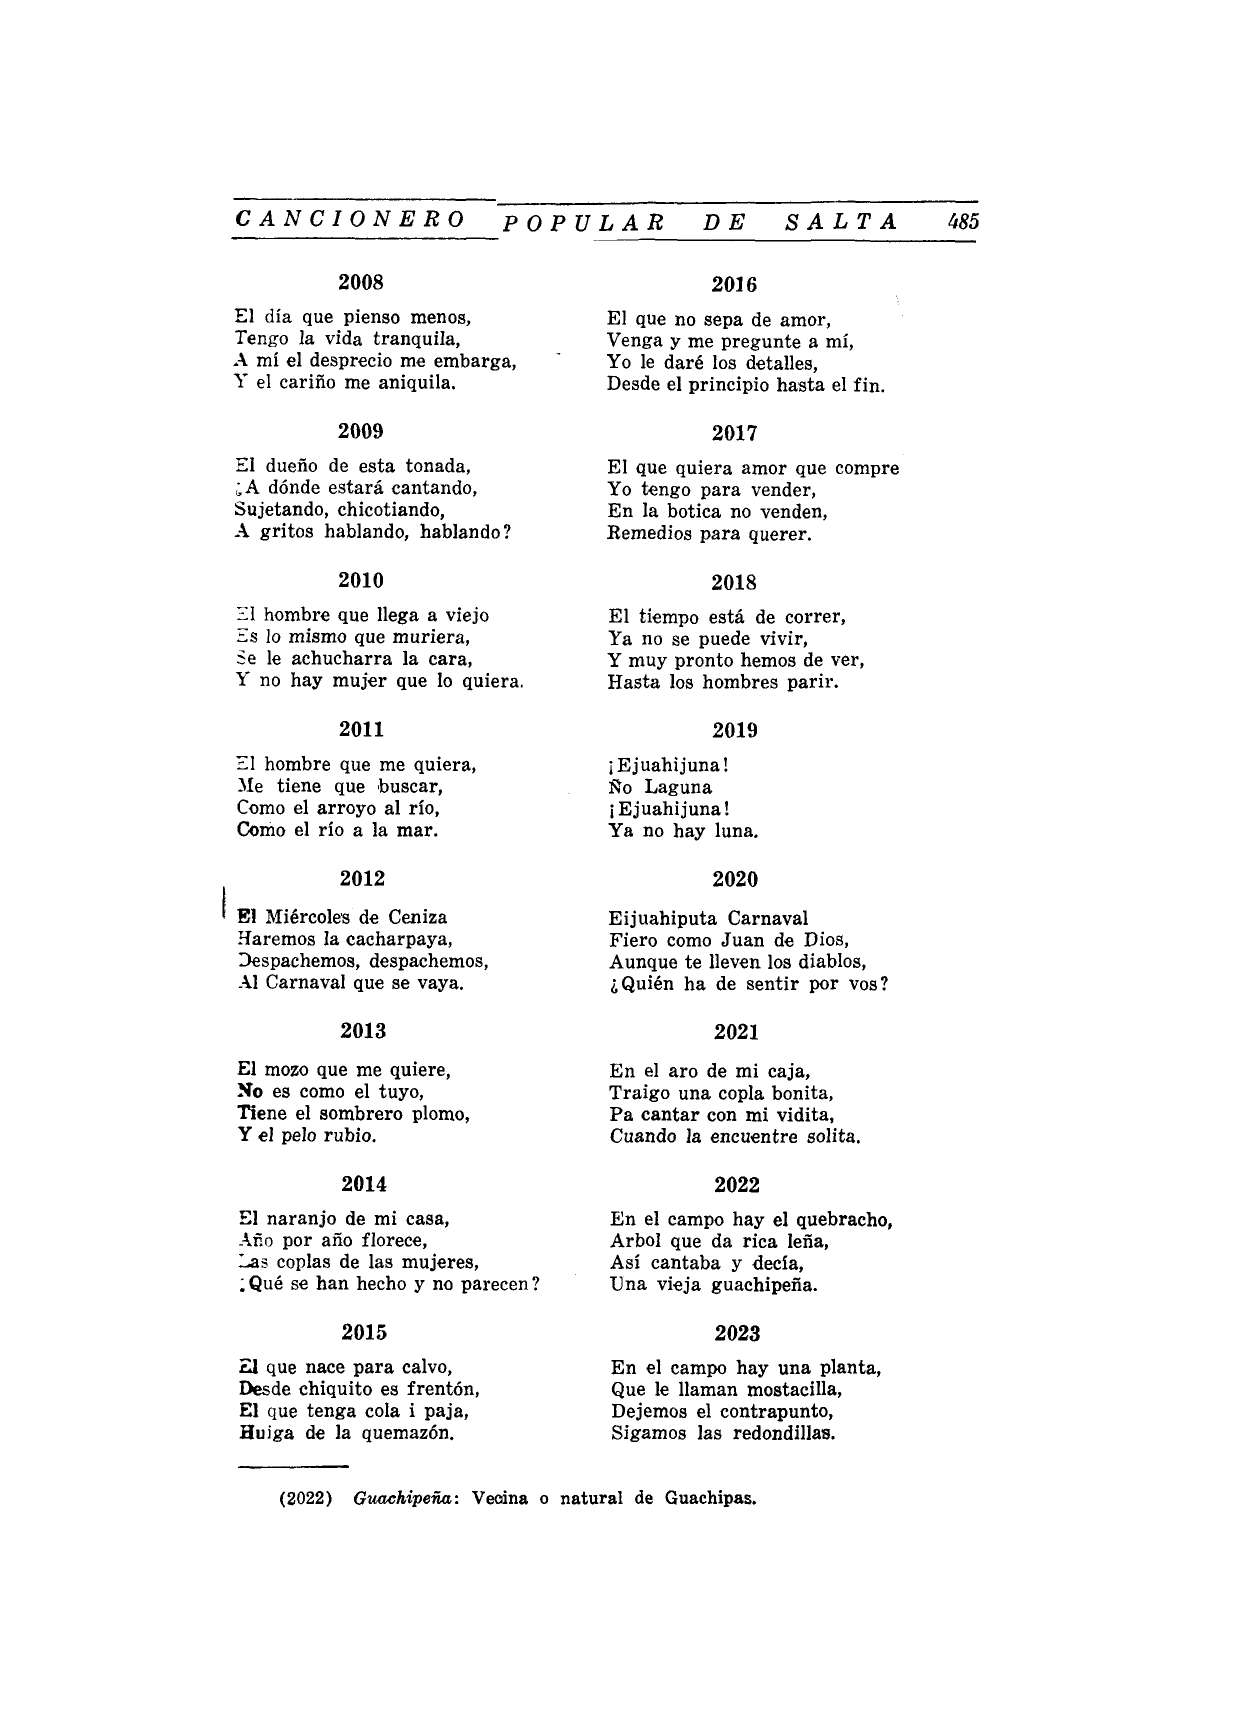 CANCIONERO POPULAR DE SALTA 485
2008
El día que pienso menos,
Tengo la vida tranquila,
A mí el desprecio me embarga,
Y el cariño me aniquila.
2009
El dueño de esta tonada,
¿A dónde estará cantando,
Sujetando, chicotiando,
A gritos hablando, hablando?
2010
El hombre que llega a viejo
Es lo mismo que muriera,
Se le achucharra la cara,
Y no hay mujer que lo quiera.
2011
El hombre que me quiera,
Me tiene que buscar,
Como el arroyo al río,
Como el río a la mar.
2012
El Miércoles de Ceniza
Haremos la cacharpaya,
Despachemos, despachemos,
Al Carnaval que se vaya.
2013
El mozo que me quiere,
No es como el tuyo,
Tiene el sombrero plomo,
Y el pelo rubio.
2014
El naranjo de mi casa,
Año por año florece,
Las coplas de las mujeres,
¿Qué se han hecho y no parecen?
2015
El que nace para calvo,
Desde chiquito es frentón,
El que tenga cola i paja,
Huiga de la quemazón.
2016
El que no sepa de amor,
Venga y me pregunte a mí,
Yo le daré los detalles,
Desde el principio hasta el fin.
2017
El que quiera amor que compre
Yo tengo para vender,
En la botica no venden,
Remedios para querer.
2018
El tiempo está de correr,
Ya no se puede vivir,
Y muy pronto hemos de ver,
Hasta los hombres parir.
2019
¡Ejuahijuna!
Ño Laguna
¡Ejuahijuna!
Ya no hay luna.
2020
Eijuahiputa Carnaval
Fiero como Juan de Dios,
Aunque te lleven los diablos,
¿Quién ha de sentir por vos?
2021
En el aro de mi caja,
Traigo una copla bonita,
Pa cantar con mi vidita,
Cuando la encuentre solita.
2022
En el campo hay el quebracho,
Arbol que da rica leña,
Así cantaba y decía,
Una vieja guachipeña.
2023
En el campo hay una planta,
Que le llaman mostacilla,
Dejemos el contrapunto,
Sigamos las redondillas.
(2022) Guachipeña: Vecina o natural de Guachipas.